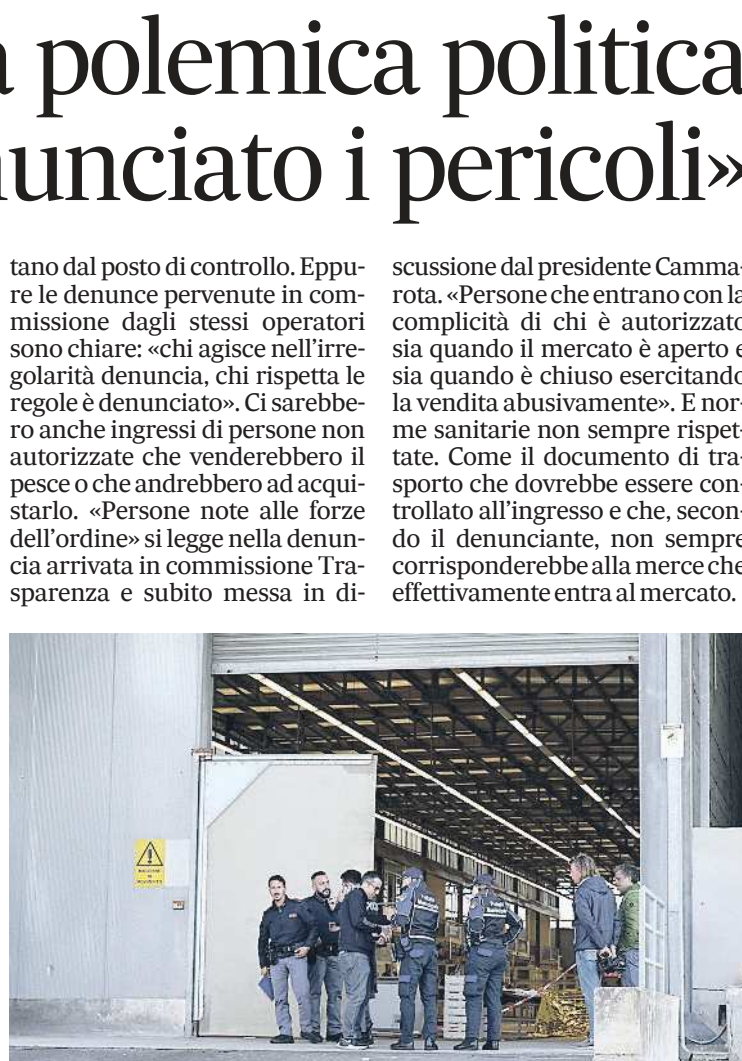 polemica politica
nunciato i pericoli»
tano dal posto di controllo. Eppu-
re le denunce pervenute in com-
missione dagli stessi operatori
sono chiare: «chi agisce nell'irre-
golarità denuncia, chi rispetta le
regole è denunciato». Ci sarebbe-
ro anche ingressi di persone non
autorizzate che venderebbero il
pesce o che andrebbero ad acqui-
starlo. «Persone note alle forze
dell'ordine» si legge nella denun-
cia arrivata in commissione Tra-
sparenza e subito messa in di-
scussione dal presidente Camma-
rota. «Persone che entrano con la
complicità di chi è autorizzato
sia quando il mercato è aperto e
sia quando è chiuso esercitando
la vendita abusivamente». E nor-
me sanitarie non sempre rispet-
tate. Come il documento di tra-
sporto che dovrebbe essere con-
trollato all'ingresso e che, secon-
do il denunciante, non sempre
corrisponderebbe alla merce che
effettivamente entra al mercato.